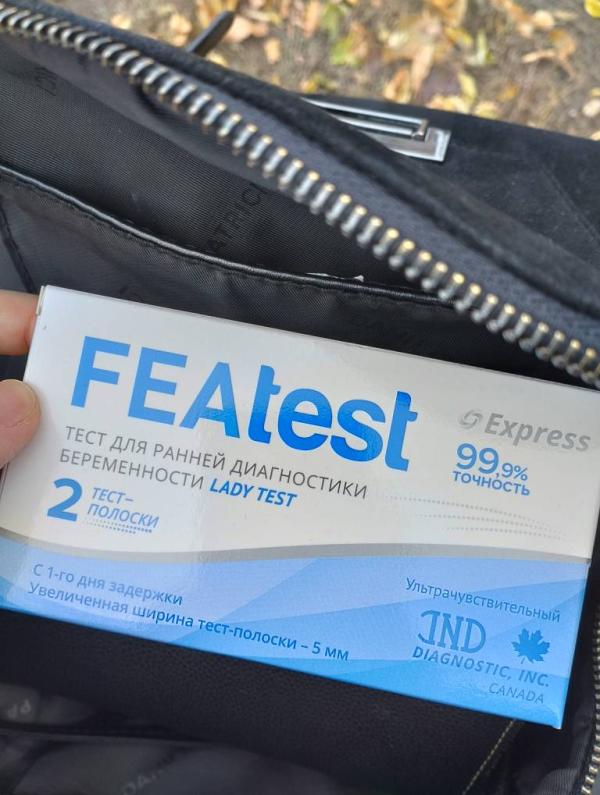 FEAtest
Express
ТЕСТ ДЛЯ РАННЕЙ ДИАГНОСТИКИ
БЕРЕМЕННОСТИ LADY TEST
99,9%
ТОЧНОСТЬ
2 ТЕСТ–
ПОЛОСКИ
С 1-го дня задержки
Увеличенная ширина тест-полоски – 5 мм
Ультрачувствительный
IND
DIAGNOSTIC, INC.
CANADA